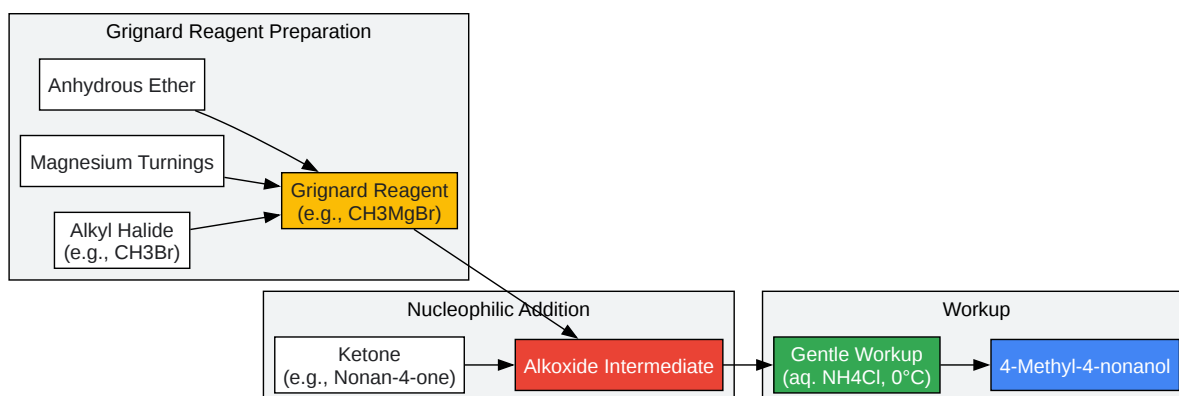 Grignard Reagent Preparation
Anhydrous Ether
Magnesium Turnings
Alkyl Halide
(e.g., CH3Br)
Grignard Reagent
(e.g., CH3MgBr)
Nucleophilic Addition
Ketone
(e.g., Nonan-4-one)
Alkoxide Intermediate
Workup
Gentle Workup
(aq. NH4Cl, 0°C)
4-Methyl-4-nonanol